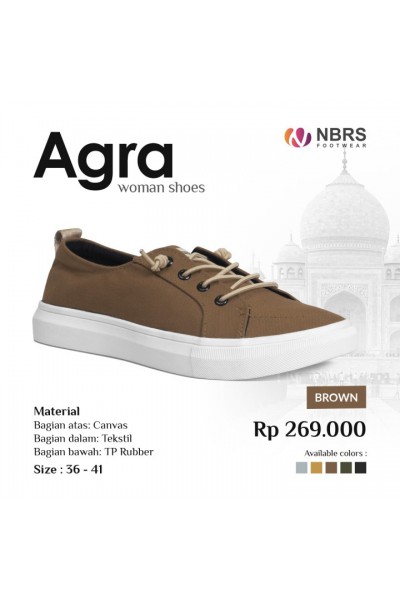 NBRS
FOOTWEAR
Agra
woman shoes
BROWN
Material
Bagian atas: Canvas
Bagian dalam: Tekstil
Bagian bawah: TP Rubber
Size : 36 - 41
Rp 269.000
Available colors :